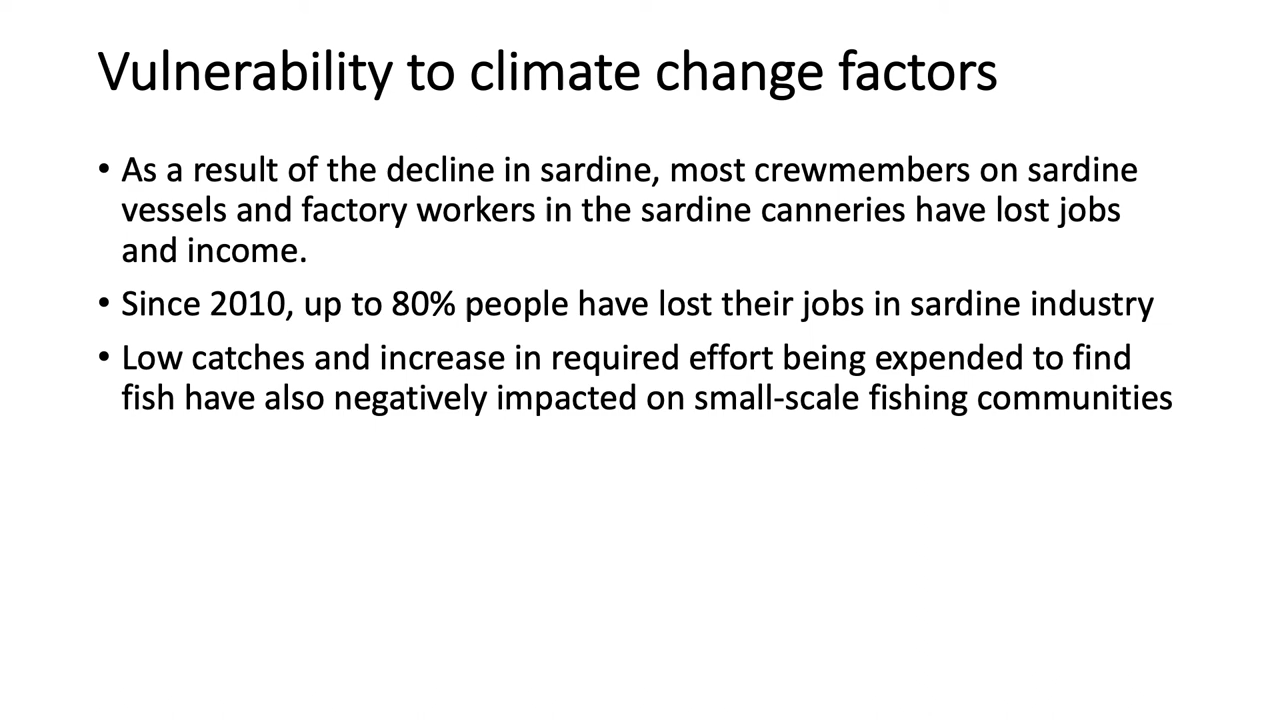 Vulnerability to climate change factors
• As a result of the decline in sardine, most crewmembers on sardine
vessels and factory workers in the sardine canneries have lost jobs
and income.
• Since 2010, up to 80% people have lost their jobs in sardine industry
• Low catches and increase in required effort being expended to find
fish have also negatively impacted on small-scale fishing communities